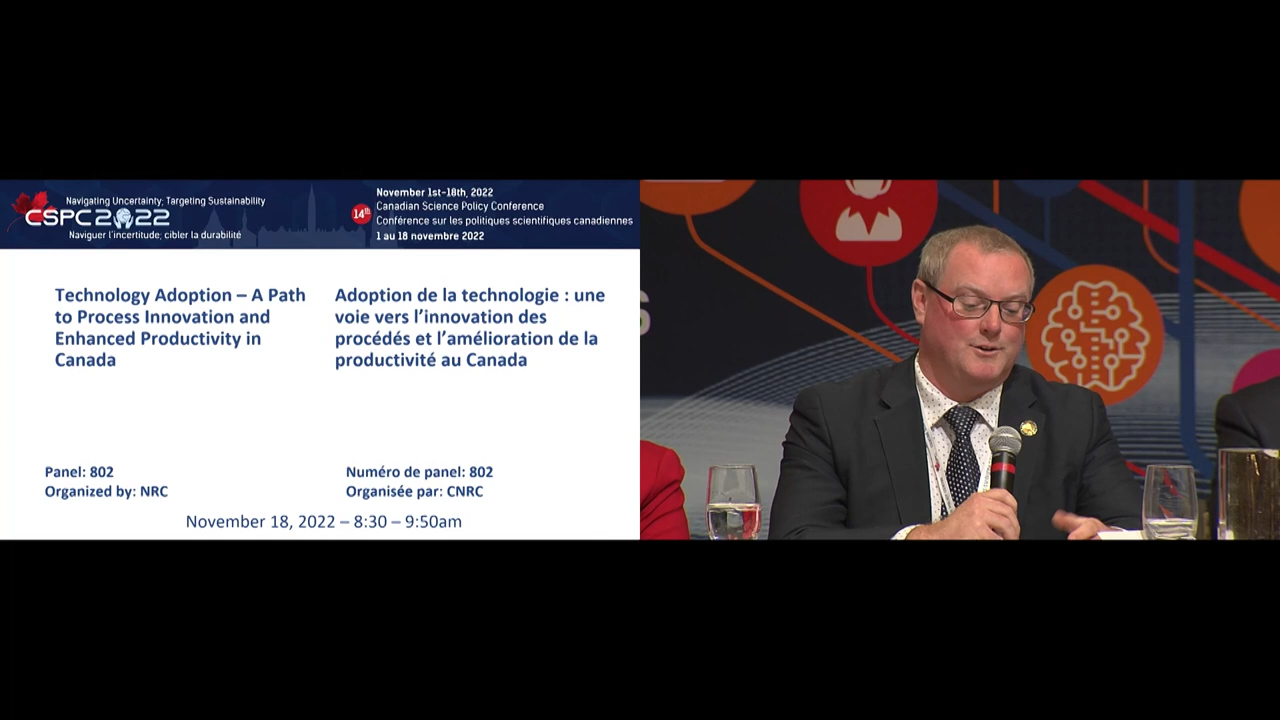 Navigating Uncertainty; Targeting Sustainability
CSPC 2022
Naviguer l'incertitude; cibler la durabilité
14th
November 1st-18th, 2022
Canadian Science Policy Conference
Conférence sur les politiques scientifiques canadiennes
1 au 18 novembre 2022
Technology Adoption – A Path
to Process Innovation and
Enhanced Productivity in
Canada
Adoption de la technologie : une
voie vers l'innovation des
procédés et l'amélioration de la
productivité au Canada
Panel: 802
Organized by: NRC
Numéro de panel: 802
Organisée par: CNRC
November 18, 2022 – 8:30 – 9:50am
S